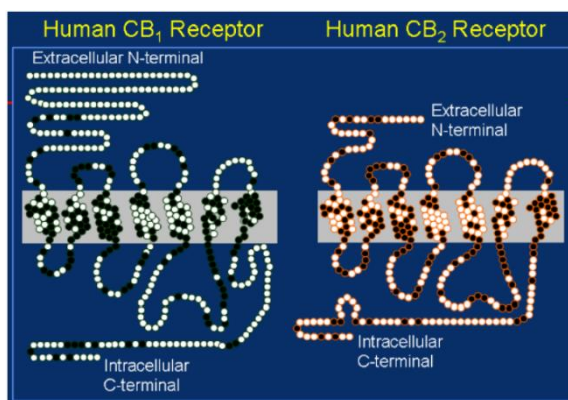 Human CB₁ Receptor
Extracellular N-terminal
Intracellular
C-terminal
Human CB₂ Receptor
Extracellular
N-terminal
Intracellular
C-terminal